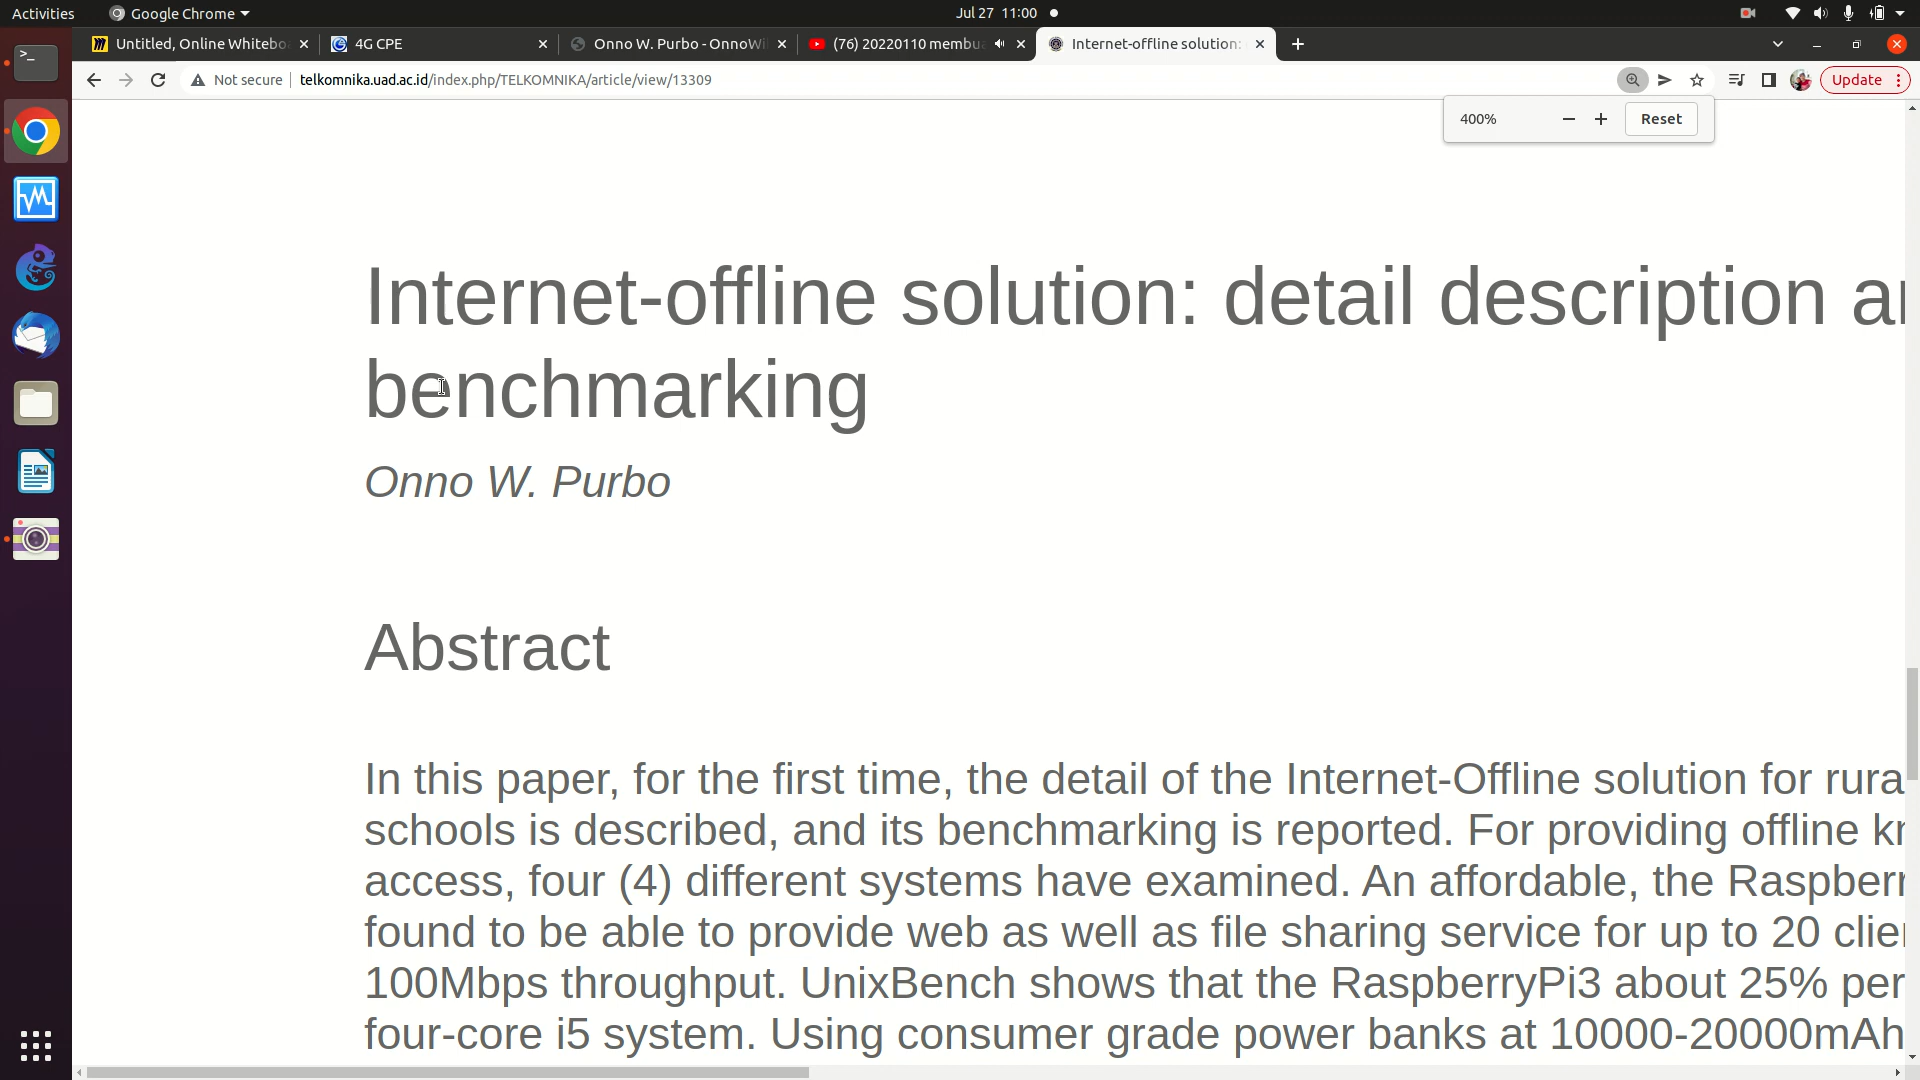 Activities
Google Chrome
Jul 27 11:00
Untitled, Online Whitebo
4G CPE
Onno W. Purbo - OnnoWi
(76) 20220110 membu
Internet-offline solution:
Not secure
telkomnika.uad.ac.id/index.php/TELKOMNIKA/article/view/13309
Update
400%
Reset
Internet-offline solution: detail description a
benchmarking
Onno W. Purbo
Abstract
In this paper, for the first time, the detail of the Internet-Offline solution for rura
schools is described, and its benchmarking is reported. For providing offline k
access, four (4) different systems have examined. An affordable, the Raspber
found to be able to provide web as well as file sharing service for up to 20 clie
100Mbps throughput. UnixBench shows that the RaspberryPi3 about 25% per
four-core i5 system. Using consumer grade power banks at 10000-20000mAh